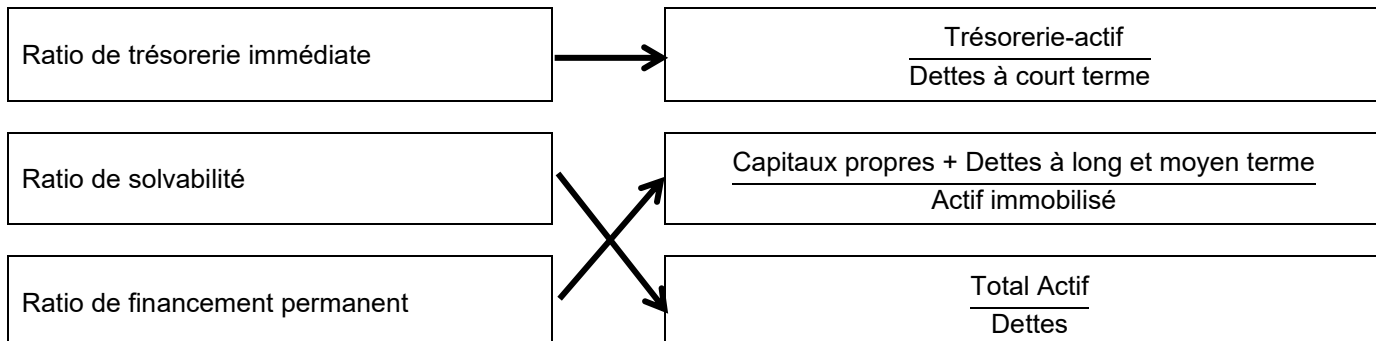 Ratio de trésorerie immédiate
Trésorerie-actif
Dettes à court terme
Ratio de solvabilité
Capitaux propres + Dettes à long et moyen terme
Actif immobilisé
Ratio de financement permanent
Total Actif
Dettes